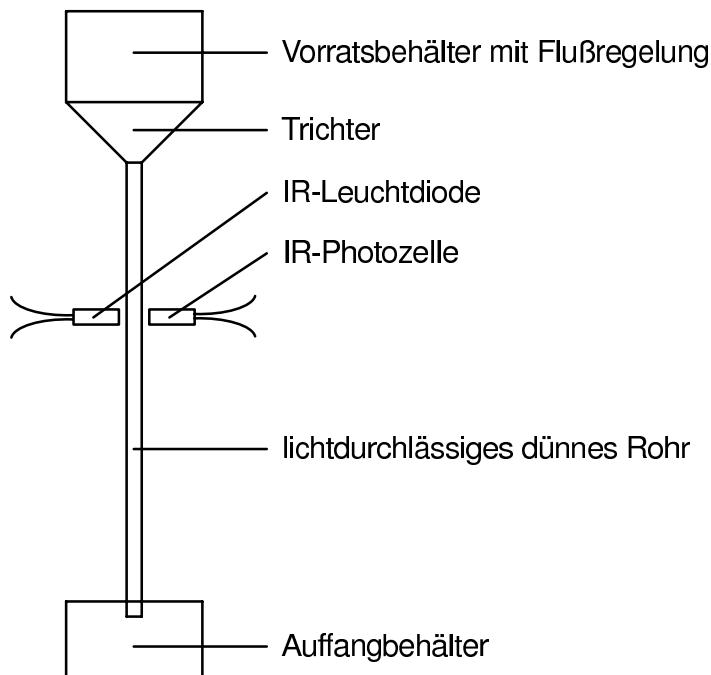 Vorratsbehälter mit Flußregelung
Trichter
IR-Leuchtdiode
IR-Photozelle
lichtdurchlässiges dünnes Rohr
Auffangbehälter